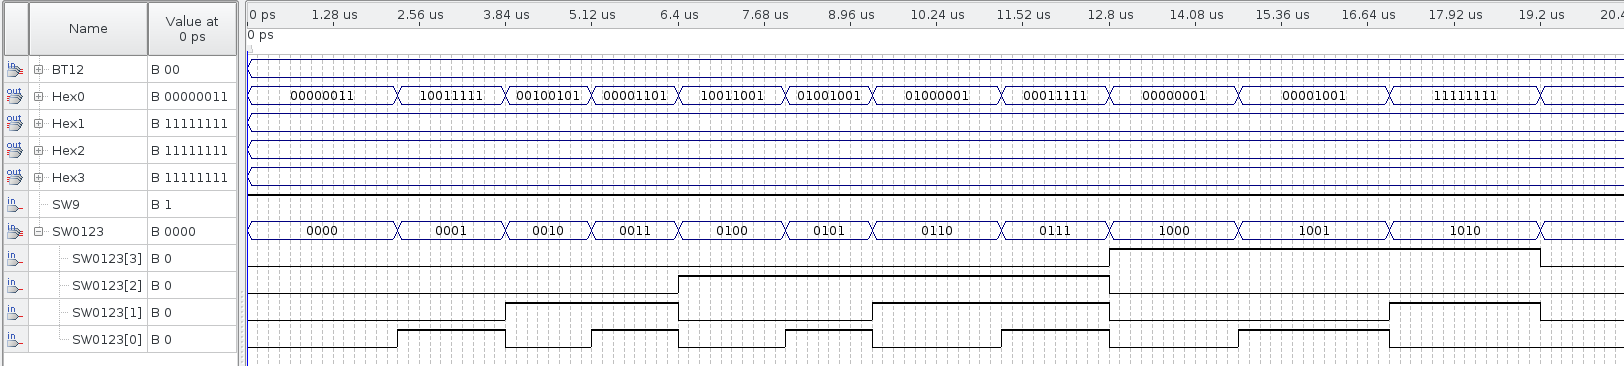 Name Value at 0 ps 0 ps 1.28 us 2.56 us 3.84 us 5.12 us 6.4 us 7.68 us 8.96 us 10.24 us 11.52 us 12.8 us 14.08 us 15.36 us 16.64 us 17.92 us 19.2 us 20.4
0 ps
in BT12 B 00
out Hex0 B 00000011 00000011 10011111 00100101 00001101 10011001 01001001 01000001 00011111 00000001 00001001 11111111
out Hex1 B 11111111
out Hex2 B 11111111
out Hex3 B 11111111
in SW9 B 1
in SW0123 B 0000 0000 0001 0010 0011 0100 0101 0110 0111 1000 1001 1010
in SW0123[3] B 0
in SW0123[2] B 0
in SW0123[1] B 0
in SW0123[0] B 0